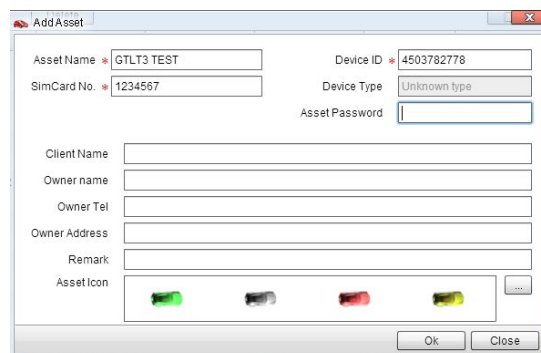 Delete
Add Asset
Asset Name * GTLT3 TEST Device ID * 4503782778
SimCard No. * 1234567 Device Type Unknown type
Asset Password
Client Name
Owner name
Owner Tel
Owner Address
Remark
Asset Icon ...
Ok Close